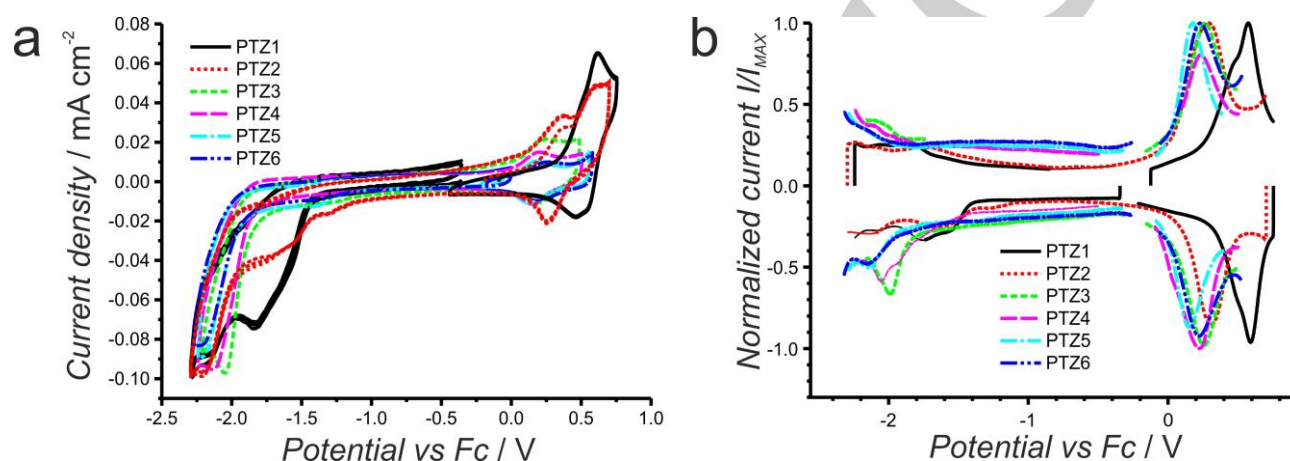 a
Current density / mA cm-2
0.08
0.06
0.04
0.02
0.00
-0.02
-0.04
-0.06
-0.08
-0.10
PTZ1
PTZ2
PTZ3
PTZ4
PTZ5
PTZ6
-2.5
-2.0
-1.5
-1.0
-0.5
0.0
0.5
1.0
Potential vs Fc / V
b
Normalized current I/IMAX
1.0
0.5
0.0
-0.5
-1.0
PTZ1
PTZ2
PTZ3
PTZ4
PTZ5
PTZ6
-2
-1
0
Potential vs Fc / V